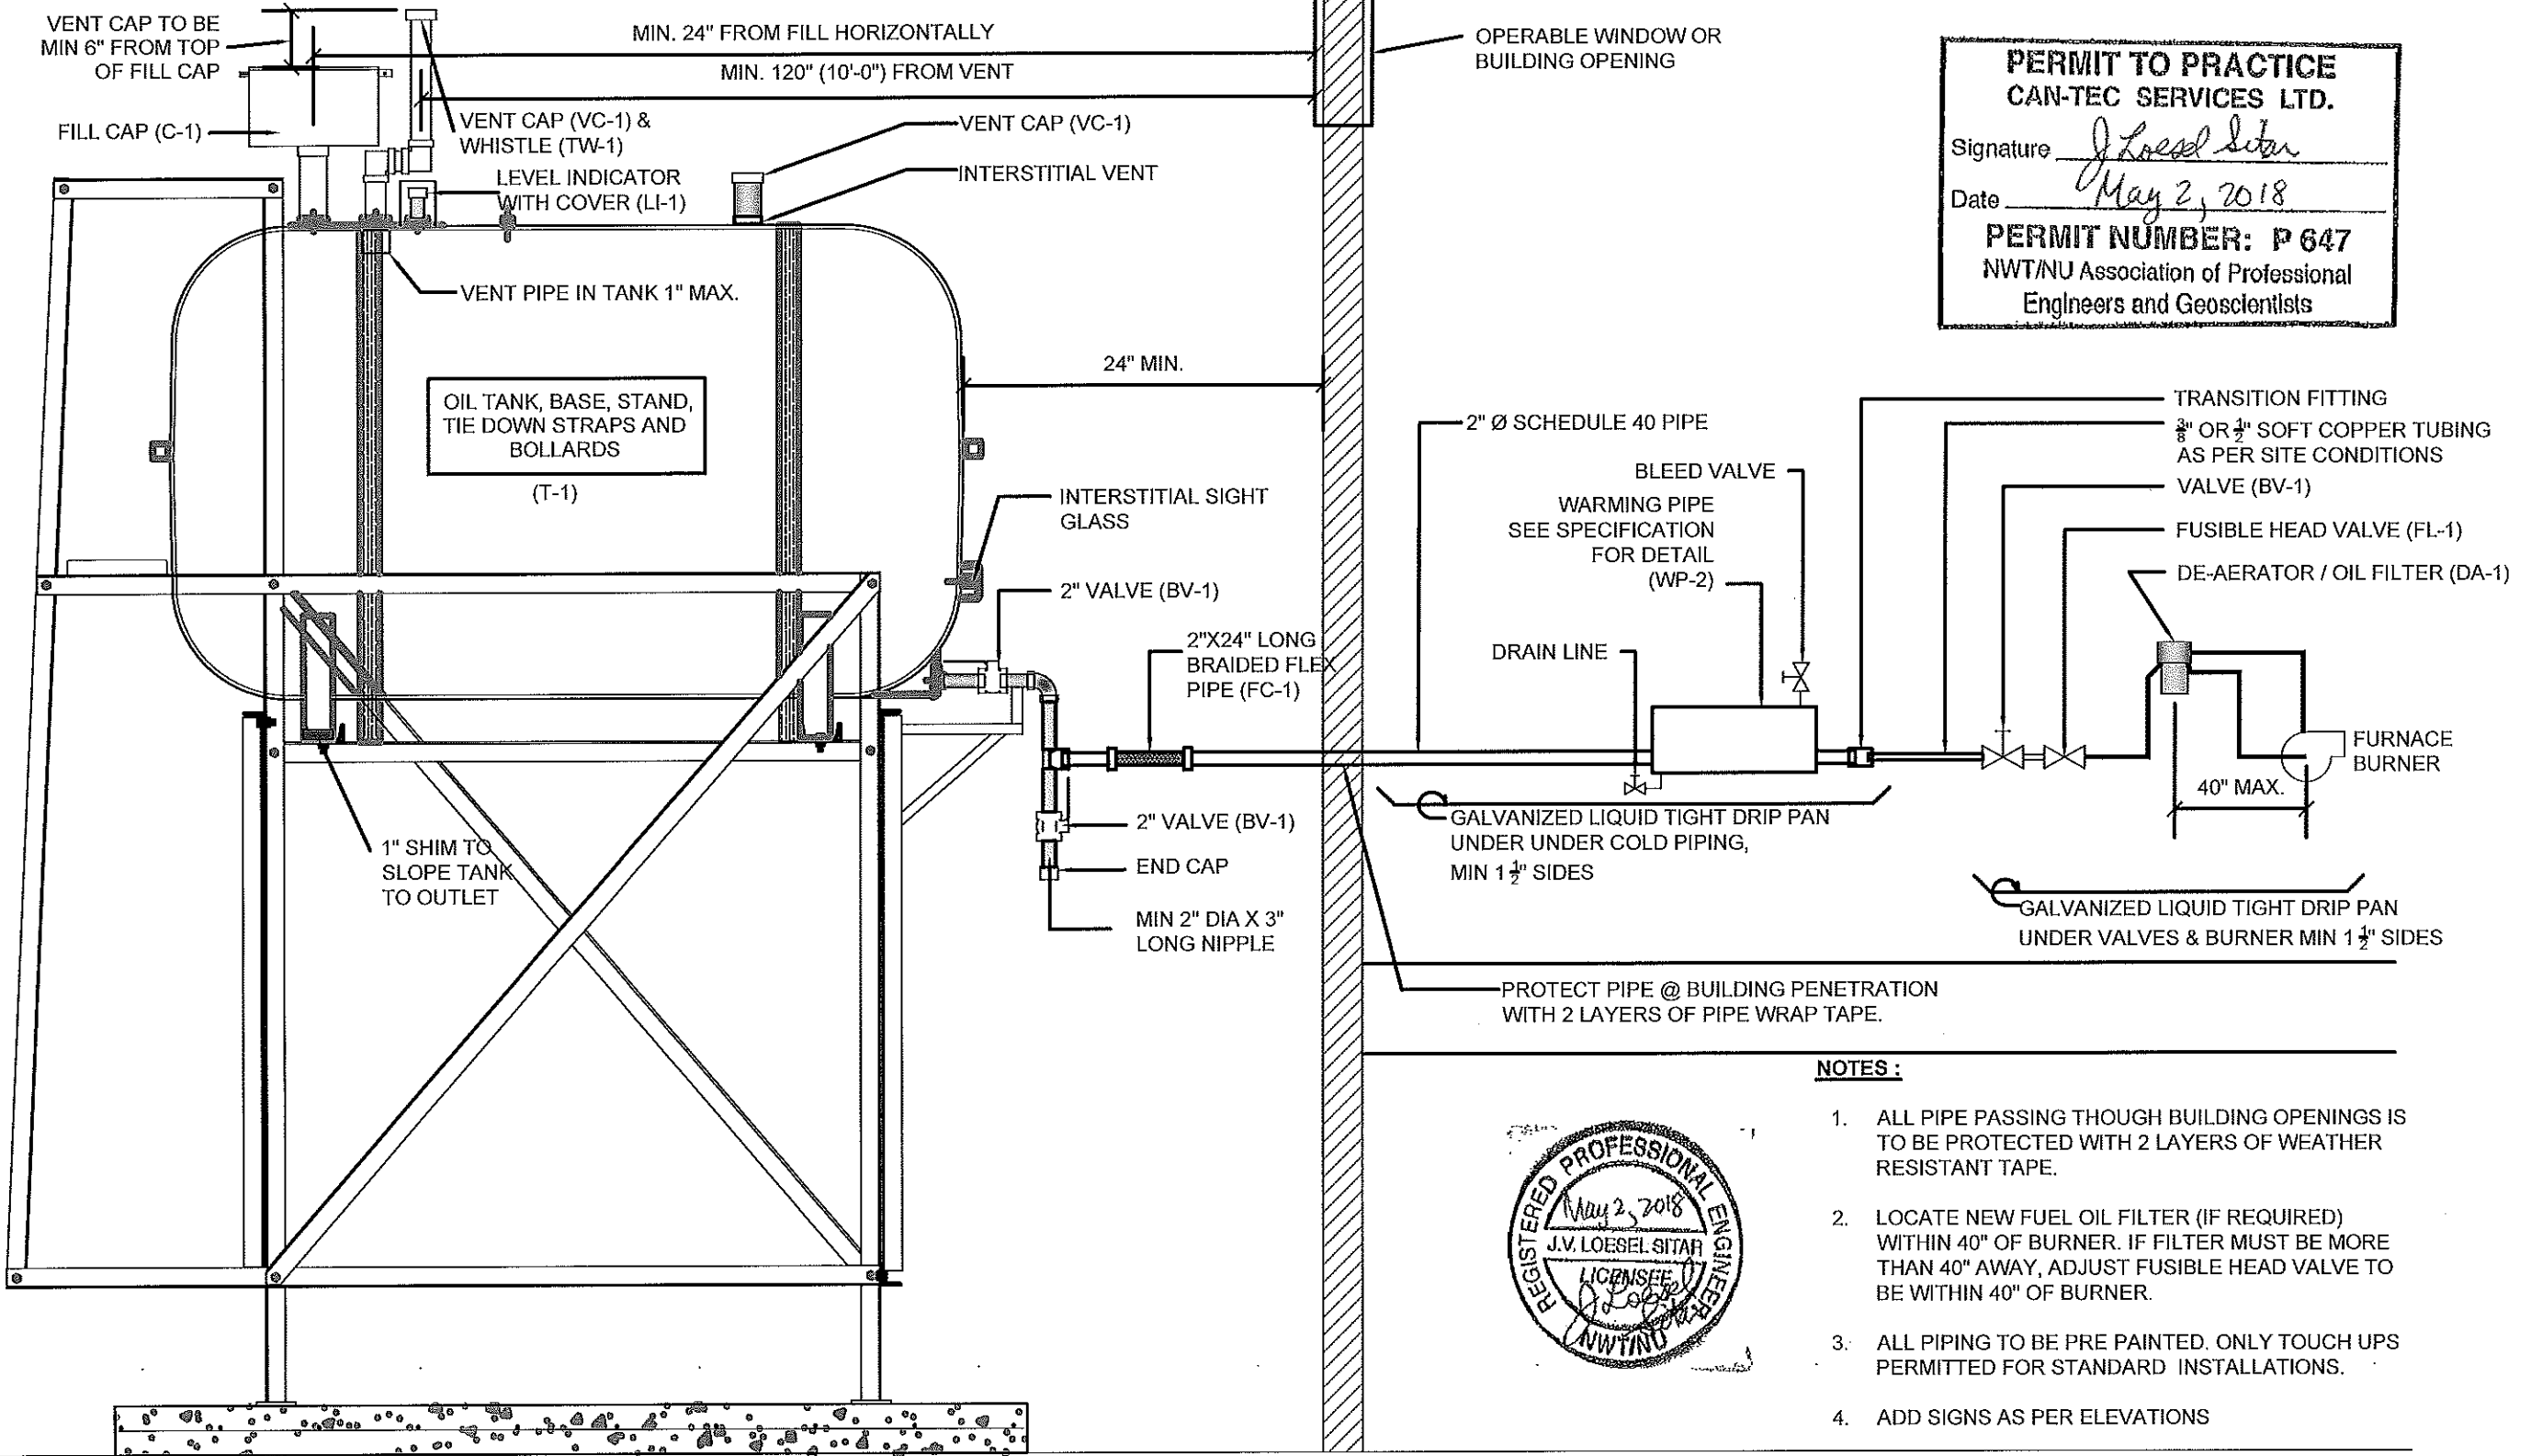 VENT CAP TO BE
MIN 6" FROM TOP
OF FILL CAP
FILL CAP (C-1)
MIN. 24" FROM FILL HORIZONTALLY
MIN. 120" (10'-0") FROM VENT
OPERABLE WINDOW OR
BUILDING OPENING
VENT CAP (VC-1) &
WHISTLE (TW-1)
LEVEL INDICATOR
WITH COVER (LI-1)
VENT CAP (VC-1)
INTERSTITIAL VENT
VENT PIPE IN TANK 1" MAX.
PERMIT TO PRACTICE
CAN-TEC SERVICES LTD.
Signature J Loesel Sitar
Date May 2, 2018
PERMIT NUMBER: P 647
NWT/NU Association of Professional
Engineers and Geoscientists
24" MIN.
OIL TANK, BASE, STAND,
TIE DOWN STRAPS AND
BOLLARDS
(T-1)
INTERSTITIAL SIGHT
GLASS
2" VALVE (BV-1)
2"X24" LONG
BRAIDED FLEX
PIPE (FC-1)
2" Ø SCHEDULE 40 PIPE
BLEED VALVE
WARMING PIPE
SEE SPECIFICATION
FOR DETAIL
(WP-2)
DRAIN LINE
TRANSITION FITTING
3/8" OR 1/2" SOFT COPPER TUBING
AS PER SITE CONDITIONS
VALVE (BV-1)
FUSIBLE HEAD VALVE (FL-1)
DE-AERATOR / OIL FILTER (DA-1)
FURNACE
BURNER
40" MAX.
1" SHIM TO
SLOPE TANK
TO OUTLET
2" VALVE (BV-1)
END CAP
MIN 2" DIA X 3"
LONG NIPPLE
GALVANIZED LIQUID TIGHT DRIP PAN
UNDER UNDER COLD PIPING,
MIN 1 1/2" SIDES
GALVANIZED LIQUID TIGHT DRIP PAN
UNDER VALVES & BURNER MIN 1 1/2" SIDES
PROTECT PIPE @ BUILDING PENETRATION
WITH 2 LAYERS OF PIPE WRAP TAPE.
REGISTERED PROFESSIONAL ENGINEER
May 2, 2018
J.V. LOESEL SITAR
LICENSEE
J Loesel Sitar
NWT/NU
NOTES :
1. ALL PIPE PASSING THOUGH BUILDING OPENINGS IS
TO BE PROTECTED WITH 2 LAYERS OF WEATHER
RESISTANT TAPE.
2. LOCATE NEW FUEL OIL FILTER (IF REQUIRED)
WITHIN 40" OF BURNER. IF FILTER MUST BE MORE
THAN 40" AWAY, ADJUST FUSIBLE HEAD VALVE TO
BE WITHIN 40" OF BURNER.
3. ALL PIPING TO BE PRE PAINTED. ONLY TOUCH UPS
PERMITTED FOR STANDARD INSTALLATIONS.
4. ADD SIGNS AS PER ELEVATIONS